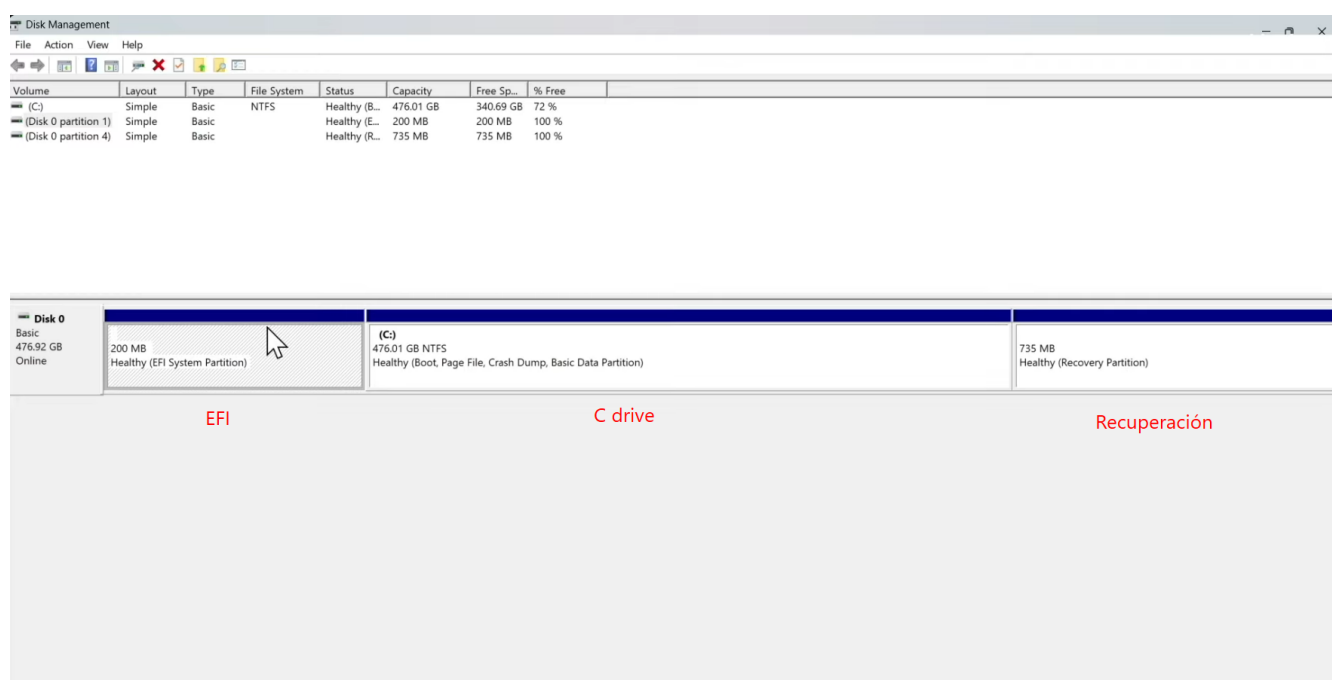 Disk Management
File Action View Help
Volume Layout Type File System Status Capacity Free Sp... % Free
(C:) Simple Basic NTFS Healthy (B... 476.01 GB 340.69 GB 72 %
(Disk 0 partition 1) Simple Basic Healthy (E... 200 MB 200 MB 100 %
(Disk 0 partition 4) Simple Basic Healthy (R... 735 MB 735 MB 100 %
Disk 0
Basic
476.92 GB
Online
200 MB
Healthy (EFI System Partition)
(C:)
476.01 GB NTFS
Healthy (Boot, Page File, Crash Dump, Basic Data Partition)
735 MB
Healthy (Recovery Partition)
EFI
C drive
Recuperación